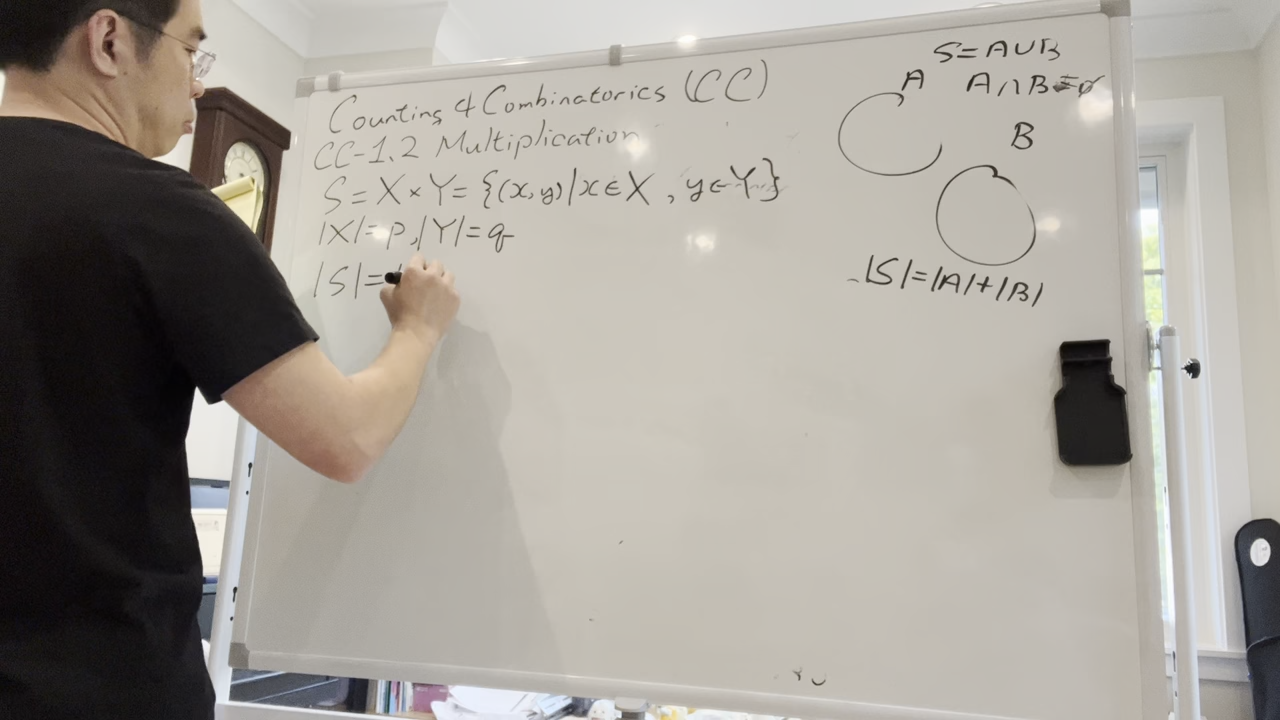 Counting & Combinatorics (CC)
CC-1.2 Multiplication
S = X × Y = {(x, y) | x ∈ X , y ∈ Y}
|X| = p, |Y| = q
|S| =
S = A ∪ B
A ∩ B = ∅
A
B
|S| = |A| + |B|